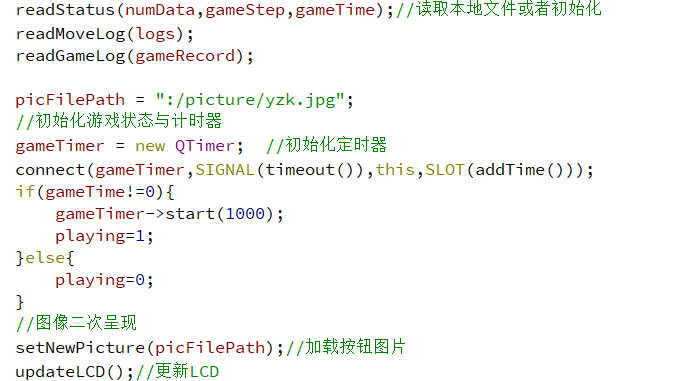 readStatus(numData,gameStep,gameTime);//读取本地文件或者初始化
readMoveLog(logs);
readGameLog(gameRecord);
picFilePath = ":/picture/yzk.jpg";
//初始化游戏状态与计时器
gameTimer = new QTimer;  //初始化定时器
connect(gameTimer,SIGNAL(timeout()),this,SLOT(addTime()));
if(gameTime!=0){
    gameTimer->start(1000);
    playing=1;
}else{
    playing=0;
}
//图像二次呈现
setNewPicture(picFilePath);//加载按钮图片
updateLCD();//更新LCD